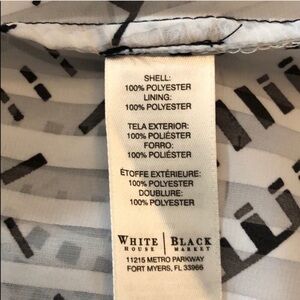 SHELL:
100% POLYESTER
LINING:
100% POLYESTER
TELA EXTERIOR:
100% POLIÉSTER
FORRO:
100% POLIÉSTER
ÉTOFFE EXTÉRIEURE:
100% POLYESTER
DOUBLURE:
100% POLYESTER
WHITE | BLACK
HOUSE | MARKET
11215 METRO PARKWAY
FORT MYERS, FL 33966